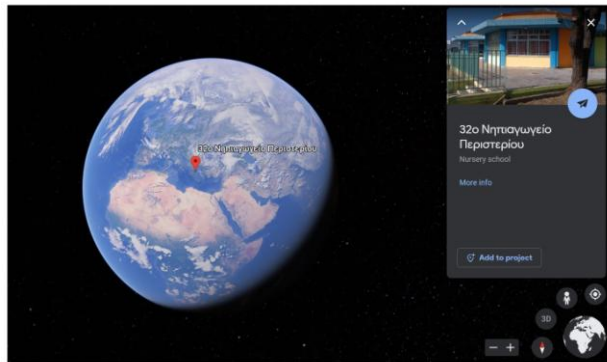 32ο Νηπιαγωγείο Περιστερίου
32ο Νηπιαγωγείο
Περιστερίου
Nursery school
More info
Add to project
3D